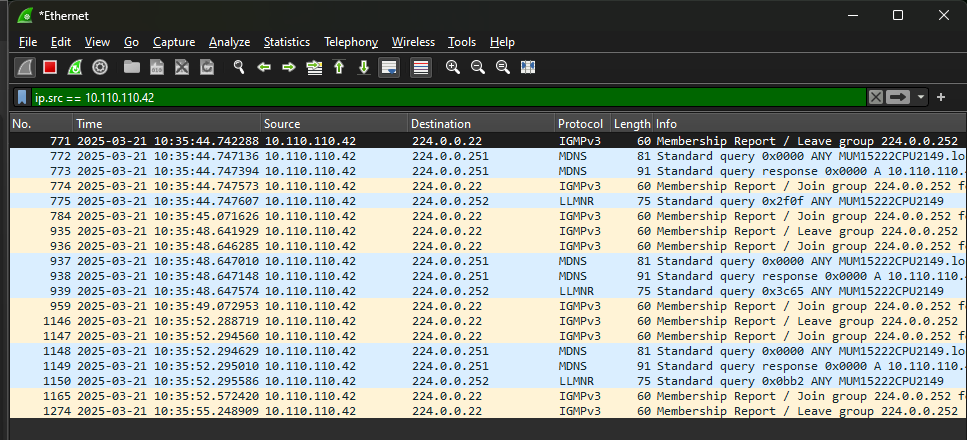 *Ethernet
File Edit View Go Capture Analyze Statistics Telephony Wireless Tools Help
ip.src == 10.110.110.42
No. Time Source Destination Protocol Length Info
771 2025-03-21 10:35:44.742288 10.110.110.42 224.0.0.22 IGMPv3 60 Membership Report / Leave group 224.0.0.252
772 2025-03-21 10:35:44.747136 10.110.110.42 224.0.0.251 MDNS 81 Standard query 0x0000 ANY MUM15222CPU2149.lo
773 2025-03-21 10:35:44.747394 10.110.110.42 224.0.0.251 MDNS 91 Standard query response 0x0000 A 10.110.110.4
774 2025-03-21 10:35:44.747573 10.110.110.42 224.0.0.22 IGMPv3 60 Membership Report / Join group 224.0.0.252 f
775 2025-03-21 10:35:44.747607 10.110.110.42 224.0.0.252 LLMNR 75 Standard query 0x2f0f ANY MUM15222CPU2149
784 2025-03-21 10:35:45.071626 10.110.110.42 224.0.0.22 IGMPv3 60 Membership Report / Join group 224.0.0.252 f
935 2025-03-21 10:35:48.641929 10.110.110.42 224.0.0.22 IGMPv3 60 Membership Report / Leave group 224.0.0.252
936 2025-03-21 10:35:48.646285 10.110.110.42 224.0.0.22 IGMPv3 60 Membership Report / Join group 224.0.0.252 f
937 2025-03-21 10:35:48.647010 10.110.110.42 224.0.0.251 MDNS 81 Standard query 0x0000 ANY MUM15222CPU2149.lo
938 2025-03-21 10:35:48.647148 10.110.110.42 224.0.0.251 MDNS 91 Standard query response 0x0000 A 10.110.110.4
939 2025-03-21 10:35:48.647574 10.110.110.42 224.0.0.252 LLMNR 75 Standard query 0x3c65 ANY MUM15222CPU2149
959 2025-03-21 10:35:49.072953 10.110.110.42 224.0.0.22 IGMPv3 60 Membership Report / Join group 224.0.0.252 f
1146 2025-03-21 10:35:52.288719 10.110.110.42 224.0.0.22 IGMPv3 60 Membership Report / Leave group 224.0.0.252
1147 2025-03-21 10:35:52.294560 10.110.110.42 224.0.0.22 IGMPv3 60 Membership Report / Join group 224.0.0.252 f
1148 2025-03-21 10:35:52.294629 10.110.110.42 224.0.0.251 MDNS 81 Standard query 0x0000 ANY MUM15222CPU2149.lo
1149 2025-03-21 10:35:52.295010 10.110.110.42 224.0.0.251 MDNS 91 Standard query response 0x0000 A 10.110.110.4
1150 2025-03-21 10:35:52.295586 10.110.110.42 224.0.0.252 LLMNR 75 Standard query 0x0bb2 ANY MUM15222CPU2149
1165 2025-03-21 10:35:52.572420 10.110.110.42 224.0.0.22 IGMPv3 60 Membership Report / Join group 224.0.0.252 f
1274 2025-03-21 10:35:55.248909 10.110.110.42 224.0.0.22 IGMPv3 60 Membership Report / Leave group 224.0.0.252